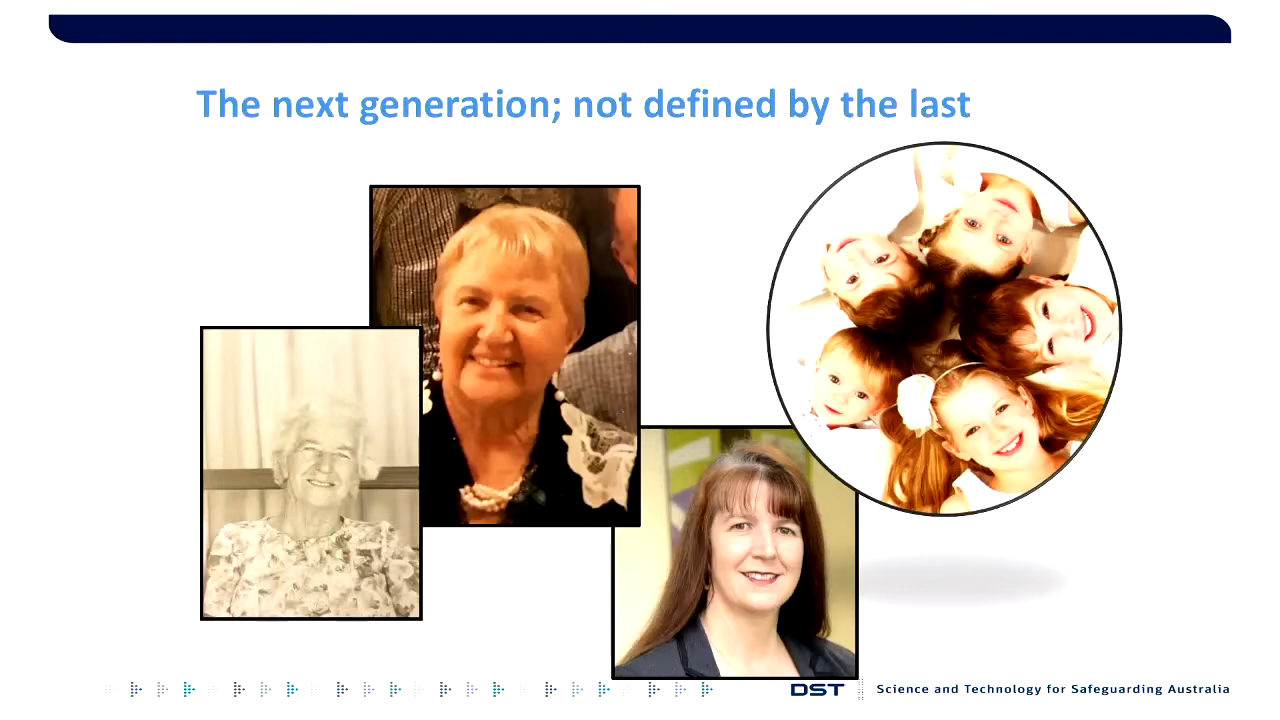 The next generation; not defined by the last
DST Science and Technology for Safeguarding Australia